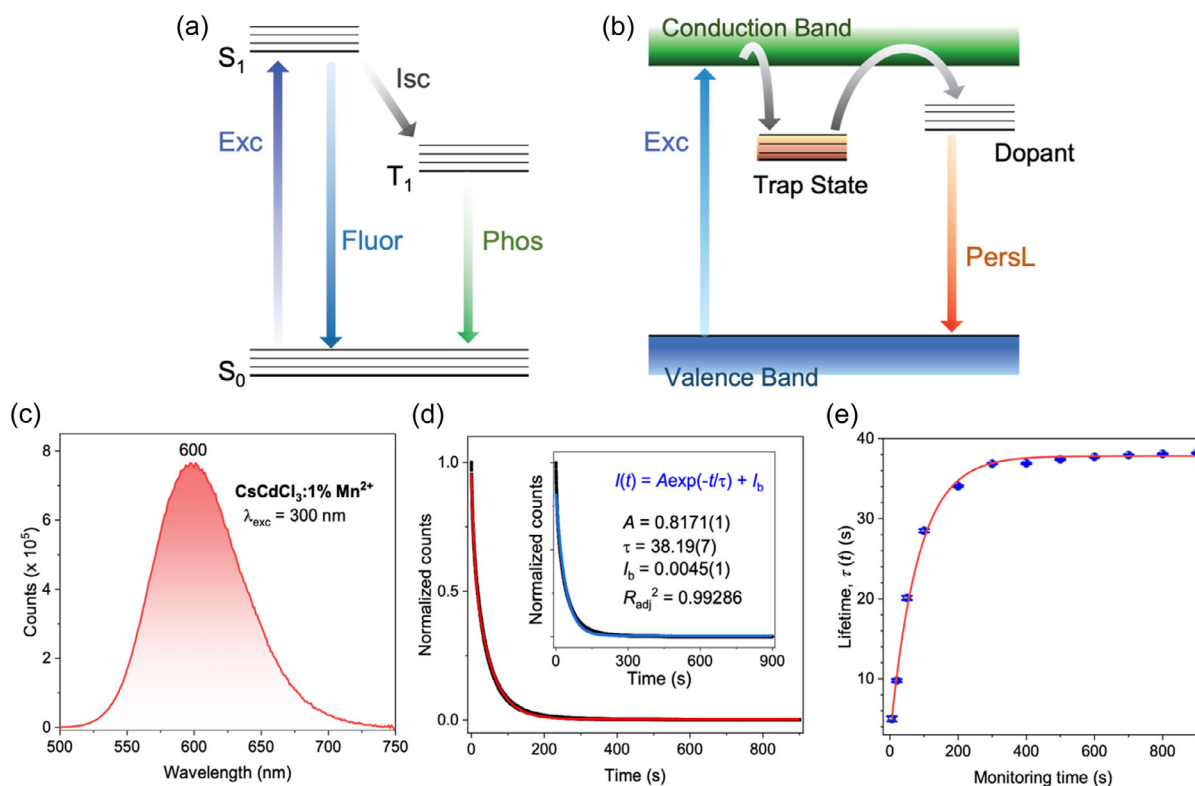 (a)
S₁
Isc
Exc
T₁
Fluor
Phos
S₀
(b)
Conduction Band
Exc
Trap State
Dopant
PersL
Valence Band
(c)
600
CsCdCl₃:1% Mn²⁺
λexc = 300 nm
Counts (x 10⁵)
8
6
4
2
0
500 550 600 650 700 750
Wavelength (nm)
(d)
Normalized counts
1.0
0.5
0.0
0 200 400 600 800
Time (s)
Normalized counts
I(t) = Aexp(-t/τ) + Ib
A = 0.8171(1)
τ = 38.19(7)
Ib = 0.0045(1)
Radj² = 0.99286
0 300 600 900
Time (s)
(e)
Lifetime, τ (t) (s)
40
30
20
10
0 200 400 600 800
Monitoring time (s)